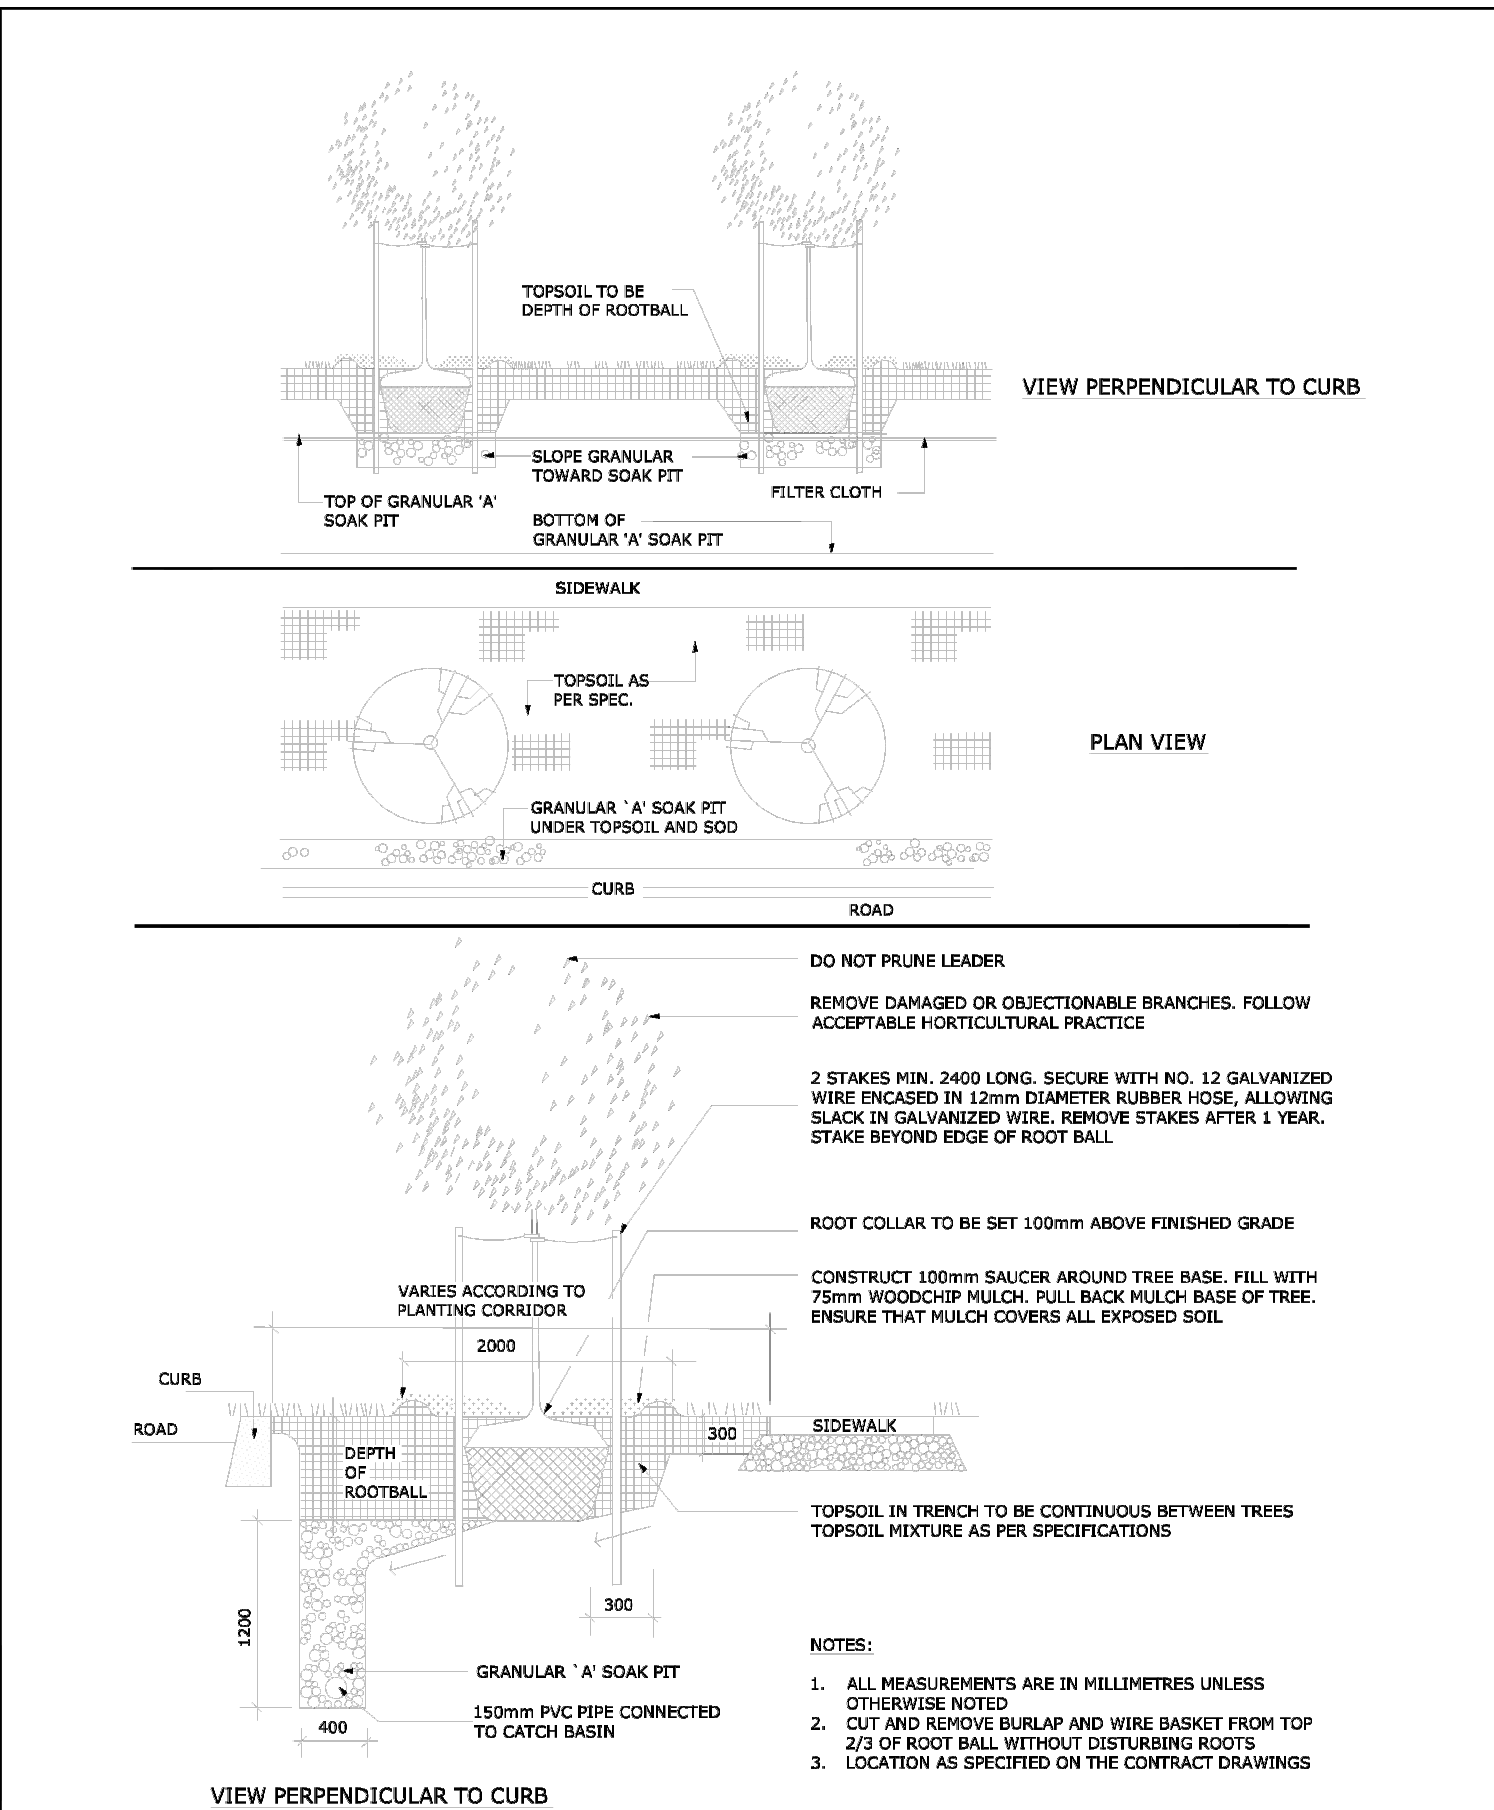 TOPSOIL TO BE
DEPTH OF ROOTBALL
VIEW PERPENDICULAR TO CURB
SLOPE GRANULAR
TOWARD SOAK PIT
FILTER CLOTH
TOP OF GRANULAR 'A'
SOAK PIT
BOTTOM OF
GRANULAR 'A' SOAK PIT
SIDEWALK
TOPSOIL AS
PER SPEC.
PLAN VIEW
GRANULAR `A' SOAK PIT
UNDER TOPSOIL AND SOD
CURB
ROAD
DO NOT PRUNE LEADER
REMOVE DAMAGED OR OBJECTIONABLE BRANCHES. FOLLOW
ACCEPTABLE HORTICULTURAL PRACTICE
2 STAKES MIN. 2400 LONG. SECURE WITH NO. 12 GALVANIZED
WIRE ENCASED IN 12mm DIAMETER RUBBER HOSE, ALLOWING
SLACK IN GALVANIZED WIRE. REMOVE STAKES AFTER 1 YEAR.
STAKE BEYOND EDGE OF ROOT BALL
ROOT COLLAR TO BE SET 100mm ABOVE FINISHED GRADE
CONSTRUCT 100mm SAUCER AROUND TREE BASE. FILL WITH
75mm WOODCHIP MULCH. PULL BACK MULCH BASE OF TREE.
ENSURE THAT MULCH COVERS ALL EXPOSED SOIL
VARIES ACCORDING TO
PLANTING CORRIDOR
2000
CURB
ROAD
SIDEWALK
300
DEPTH
OF
ROOTBALL
TOPSOIL IN TRENCH TO BE CONTINUOUS BETWEEN TREES
TOPSOIL MIXTURE AS PER SPECIFICATIONS
300
1200
GRANULAR `A' SOAK PIT
150mm PVC PIPE CONNECTED
TO CATCH BASIN
400
NOTES:
1. ALL MEASUREMENTS ARE IN MILLIMETRES UNLESS
OTHERWISE NOTED
2. CUT AND REMOVE BURLAP AND WIRE BASKET FROM TOP
2/3 OF ROOT BALL WITHOUT DISTURBING ROOTS
3. LOCATION AS SPECIFIED ON THE CONTRACT DRAWINGS
VIEW PERPENDICULAR TO CURB